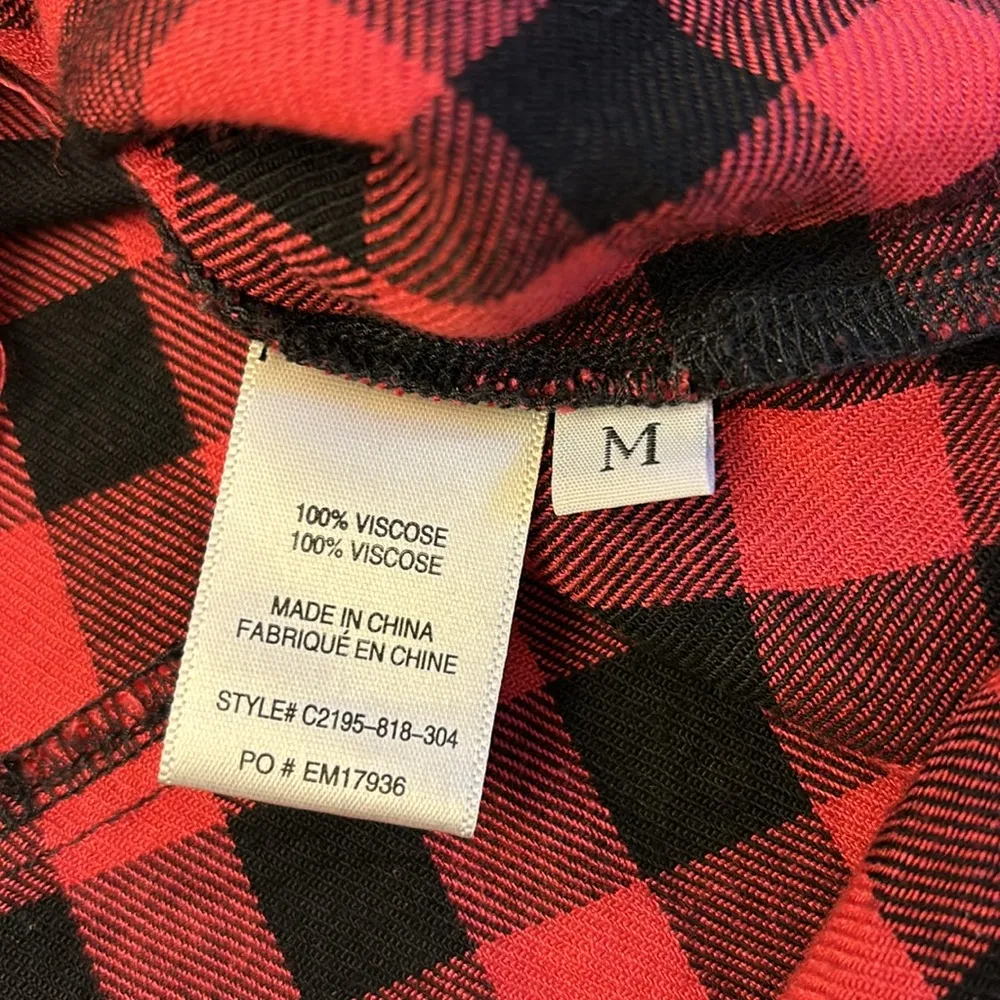 M
100% VISCOSE
100% VISCOSE
MADE IN CHINA
FABRIQUÉ EN CHINE
STYLE# C2195-818-304
PO # EM17936